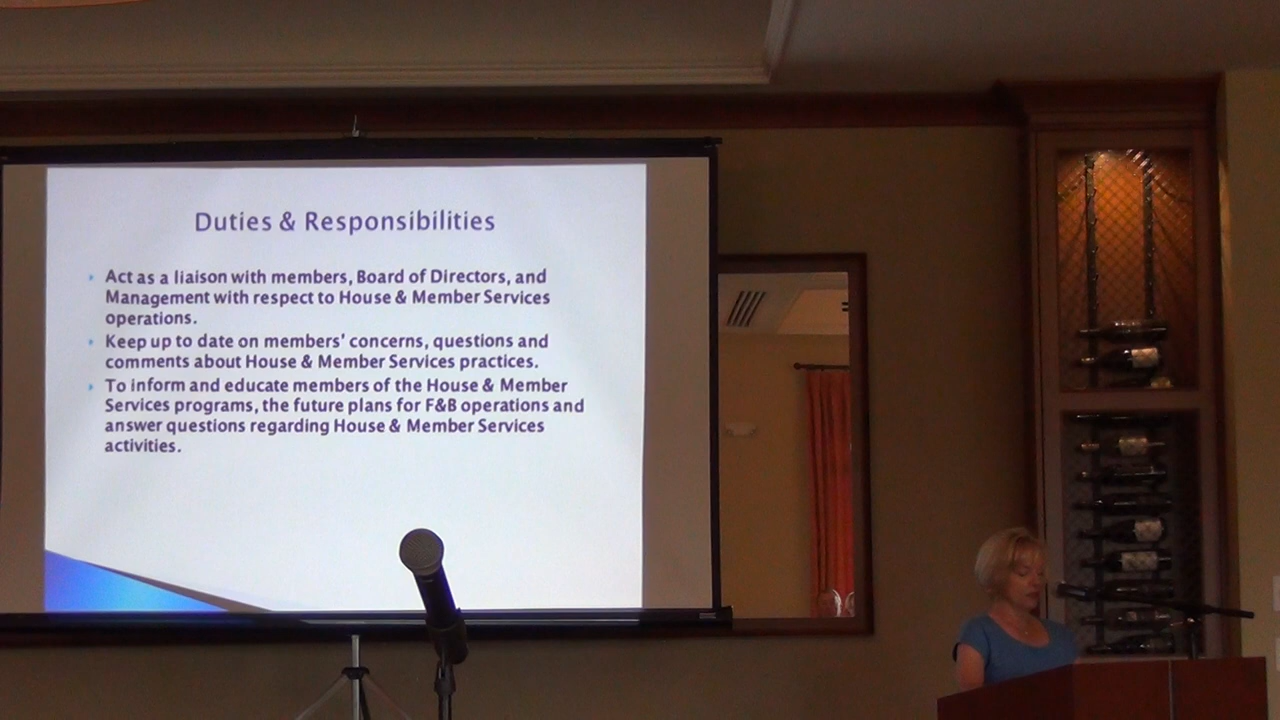 Duties & Responsibilities
Act as a liaison with members, Board of Directors, and
Management with respect to House & Member Services
operations.
Keep up to date on members' concerns, questions and
comments about House & Member Services practices.
To inform and educate members of the House & Member
Services programs, the future plans for F&B operations and
answer questions regarding House & Member Services
activities.